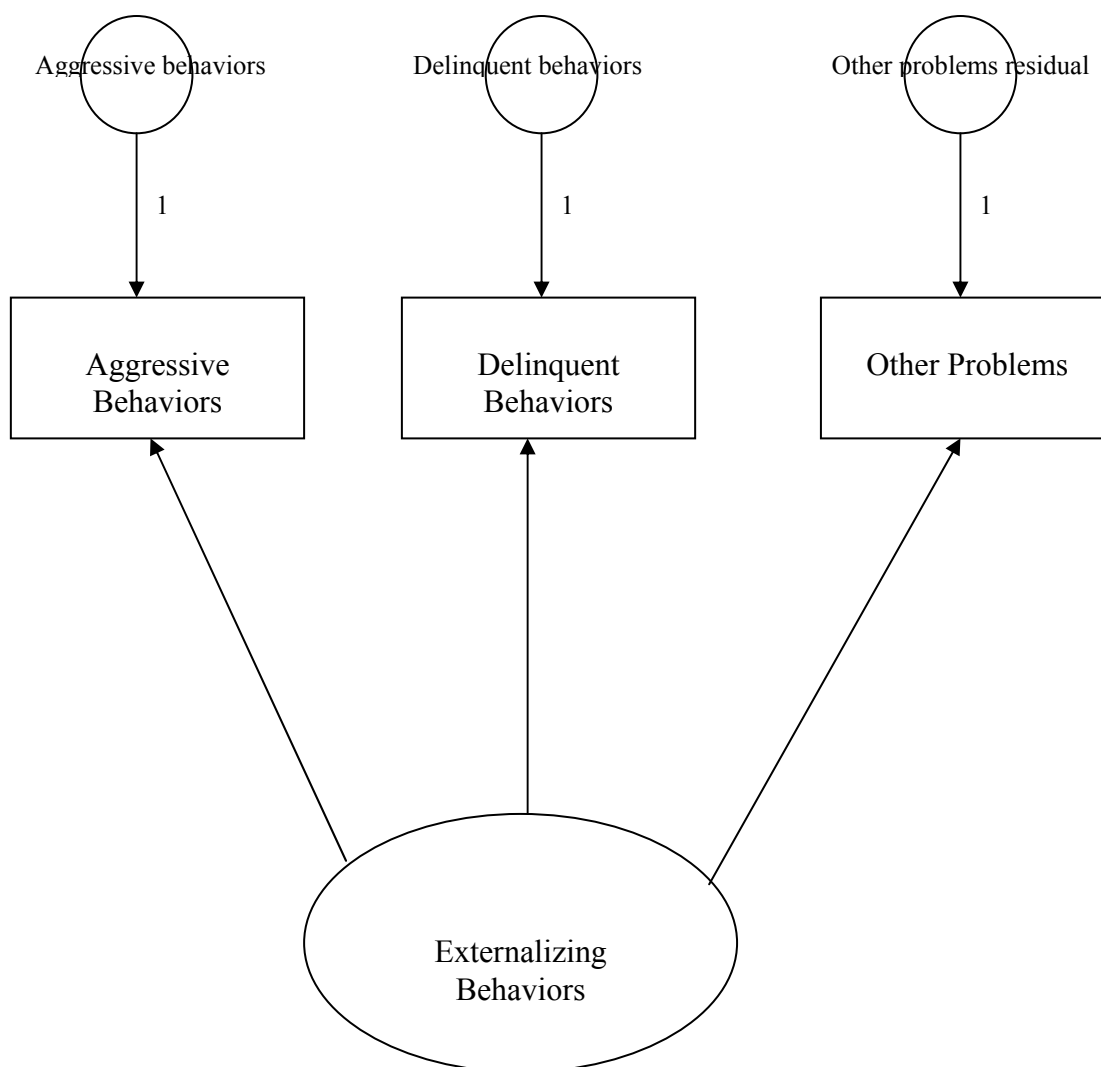 Aggressive behaviors
Delinquent behaviors
Other problems residual
1
1
1
Aggressive
Behaviors
Delinquent
Behaviors
Other Problems
Externalizing
Behaviors